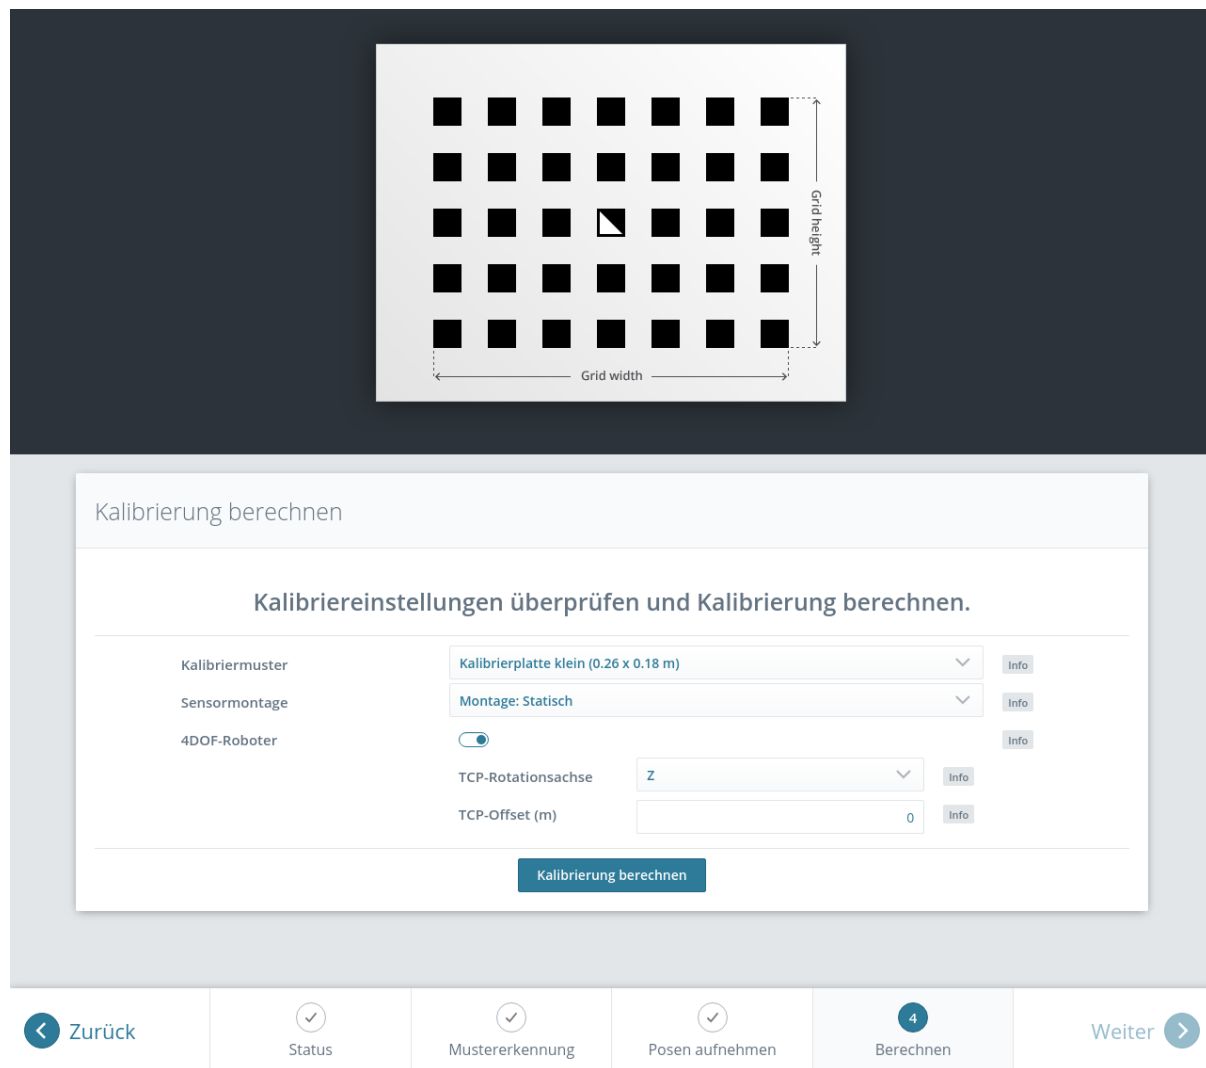 Grid height
Grid width
Kalibrierung berechnen
Kalibriereinstellungen überprüfen und Kalibrierung berechnen.
Kalibriermuster
Kalibrierplatte klein (0.26 x 0.18 m)
Info
Sensormontage
Montage: Statisch
Info
4DOF-Roboter
Info
TCP-Rotationsachse
Z
Info
TCP-Offset (m)
0
Info
Kalibrierung berechnen
Zurück
Status
Mustererkennung
Posen aufnehmen
4
Berechnen
Weiter